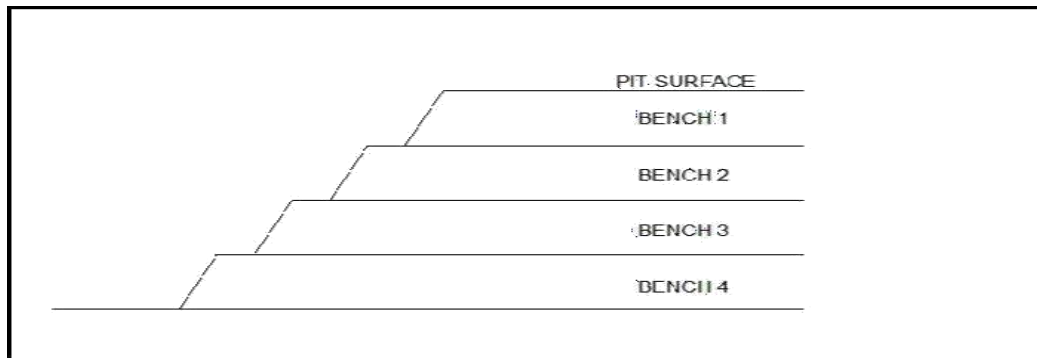 PIT SURFACE
BENCH 1
BENCH 2
BENCH 3
BENCH 4